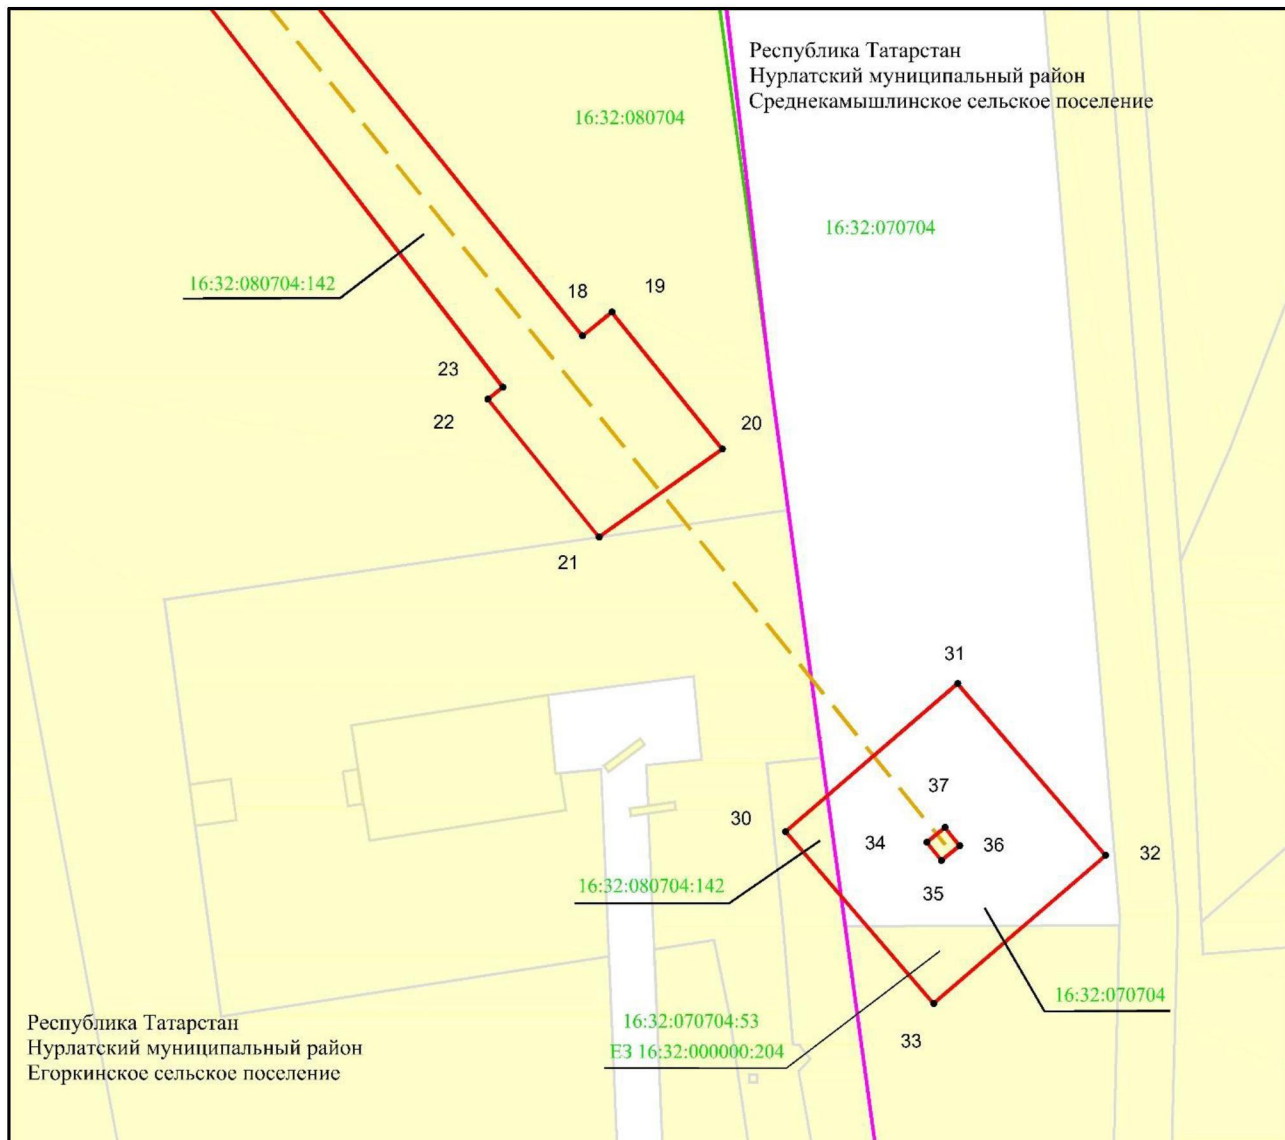 Республика Татарстан
Нурлатский муниципальный район
Среднекамышлинское сельское поселение
16:32:080704
16:32:070704
16:32:080704:142
18
19
23
22
20
21
31
37
30
34
36
32
35
16:32:080704:142
16:32:070704
33
16:32:070704:53
ЕЗ 16:32:000000:204
Республика Татарстан
Нурлатский муниципальный район
Егоркинское сельское поселение